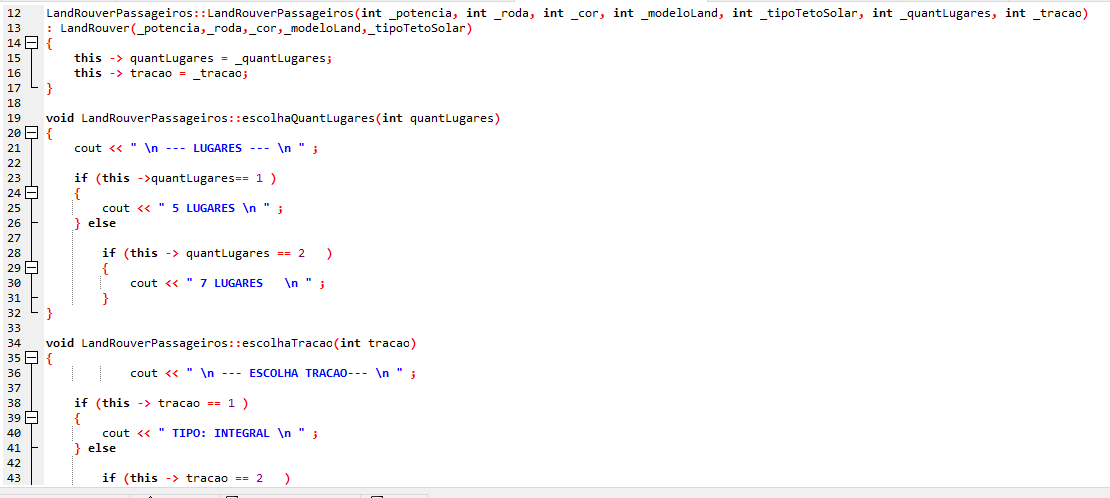 12 LandRouverPassageiros::LandRouverPassageiros(int _potencia, int _roda, int _cor, int _modeloLand, int _tipoTetoSolar, int _quantLugares, int _tracao)
13 : LandRouver(_potencia,_roda,_cor,_modeloLand,_tipoTetoSolar)
14 {
15 this -> quantLugares = _quantLugares;
16 this -> tracao = _tracao;
17 }
18
19 void LandRouverPassageiros::escolhaQuantLugares(int quantLugares)
20 {
21 cout << " \n --- LUGARES --- \n " ;
22
23 if (this ->quantLugares== 1 )
24 {
25 cout << " 5 LUGARES \n " ;
26 } else
27
28 if (this -> quantLugares == 2 )
29 {
30 cout << " 7 LUGARES \n " ;
31 }
32 }
33
34 void LandRouverPassageiros::escolhaTracao(int tracao)
35 {
36 cout << " \n --- ESCOLHA TRACAO--- \n " ;
37
38 if (this -> tracao == 1 )
39 {
40 cout << " TIPO: INTEGRAL \n " ;
41 } else
42
43 if (this -> tracao == 2 )